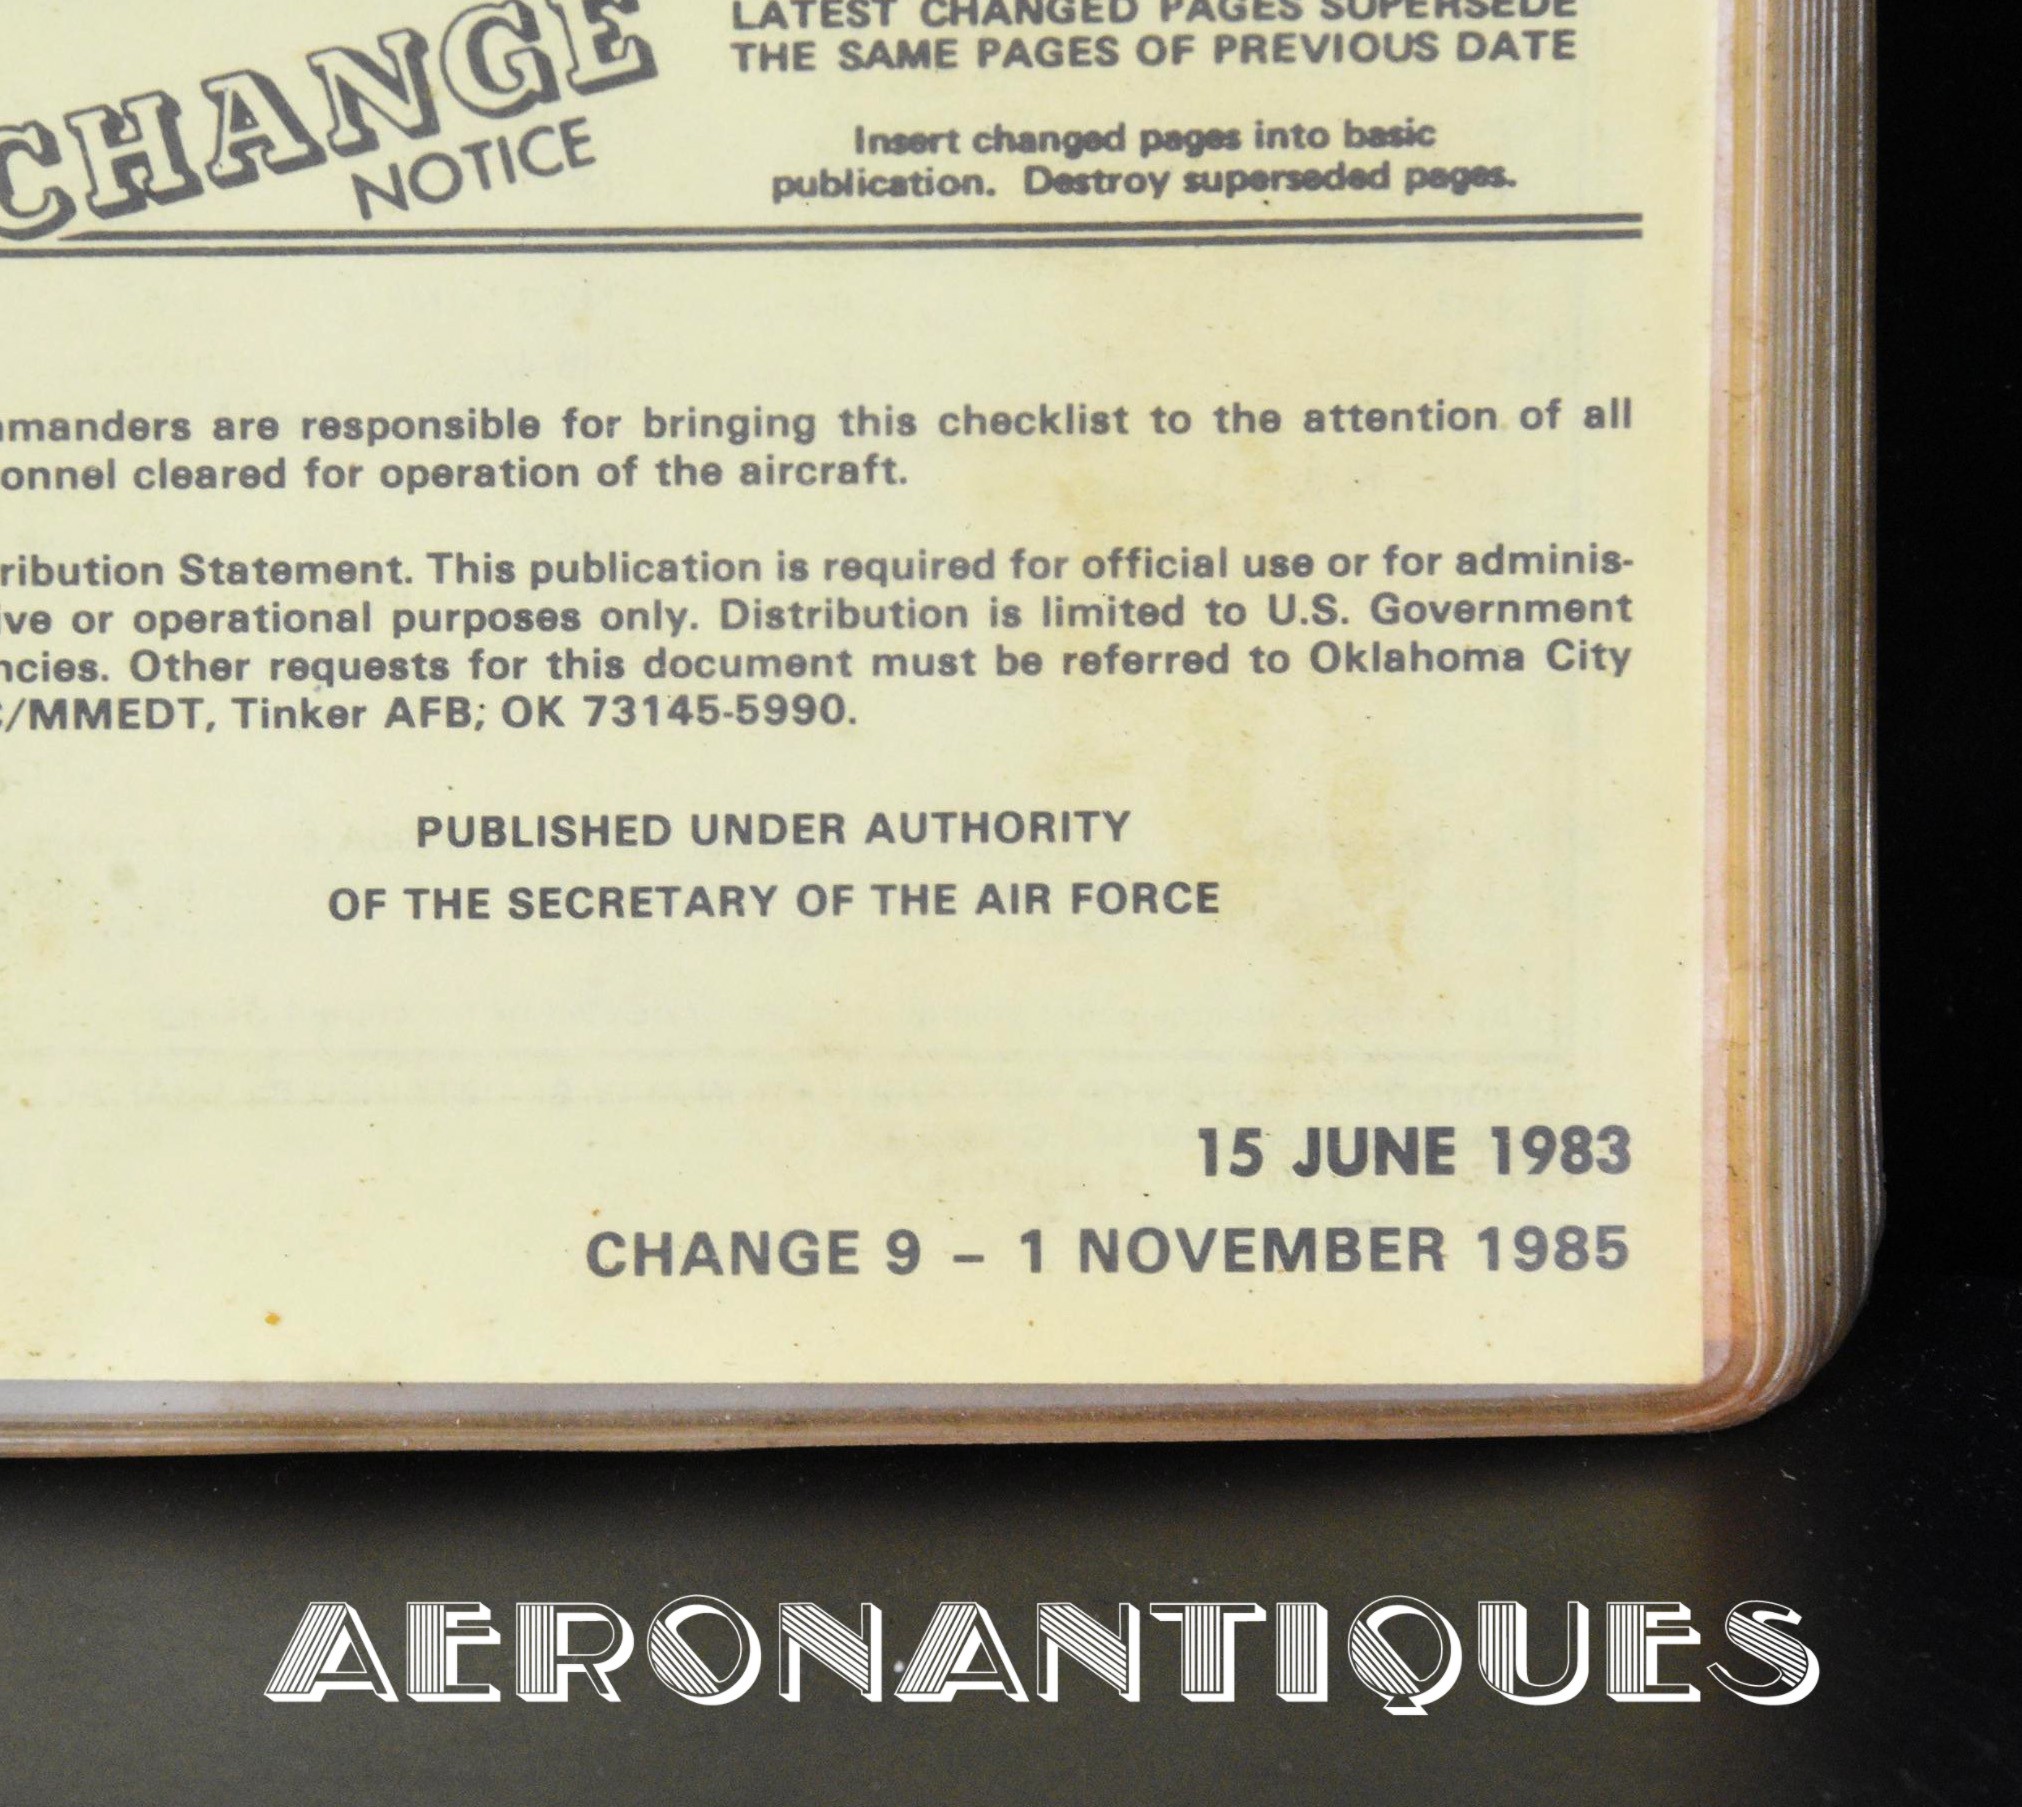 LATEST CHANGED PAGES SUPERSEDE
THE SAME PAGES OF PREVIOUS DATE
CHANGE
NOTICE
Insert changed pages into basic
publication. Destroy superseded pages.
mmanders are responsible for bringing this checklist to the attention of all
onnel cleared for operation of the aircraft.
ribution Statement. This publication is required for official use or for adminis-
ive or operational purposes only. Distribution is limited to U.S. Government
ncies. Other requests for this document must be referred to Oklahoma City
C/MMEDT, Tinker AFB; OK 73145-5990.
PUBLISHED UNDER AUTHORITY
OF THE SECRETARY OF THE AIR FORCE
15 JUNE 1983
CHANGE 9 – 1 NOVEMBER 1985
AERONANTIQUES